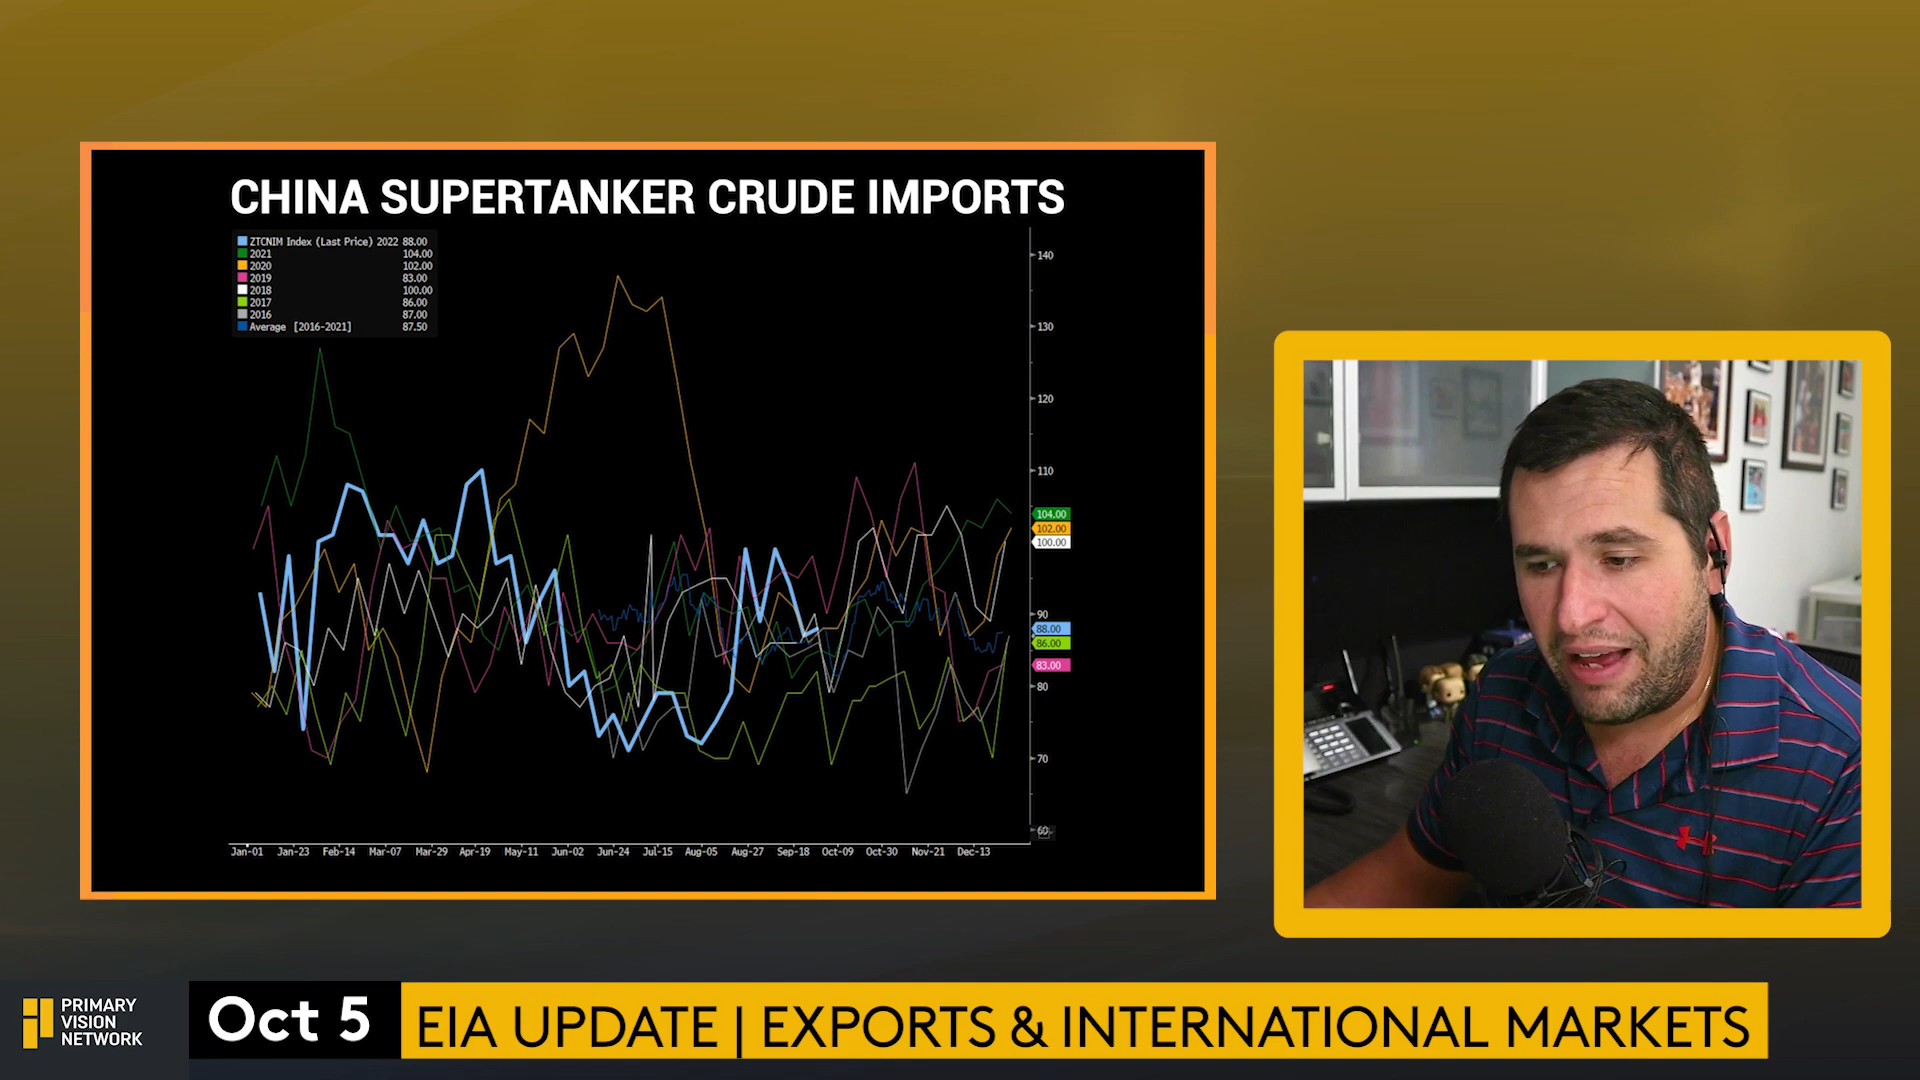 CHINA SUPERTANKER CRUDE IMPORTS
ZTCNIM Index (Last Price) 2022 88.00
2021 104.00
2020 102.00
2019 83.00
2018 100.00
2017 86.00
2016 87.00
Average [2016-2021] 87.50
140
130
120
110
104.00
102.00
100.00
90
88.00
86.00
83.00
80
70
60
Jan-01 Jan-23 Feb-14 Mar-07 Mar-29 Apr-19 May-11 Jun-02 Jun-24 Jul-15 Aug-05 Aug-27 Sep-18 Oct-09 Oct-30 Nov-21 Dec-13
PRIMARY
VISION
NETWORK
Oct 5
EIA UPDATE | EXPORTS & INTERNATIONAL MARKETS